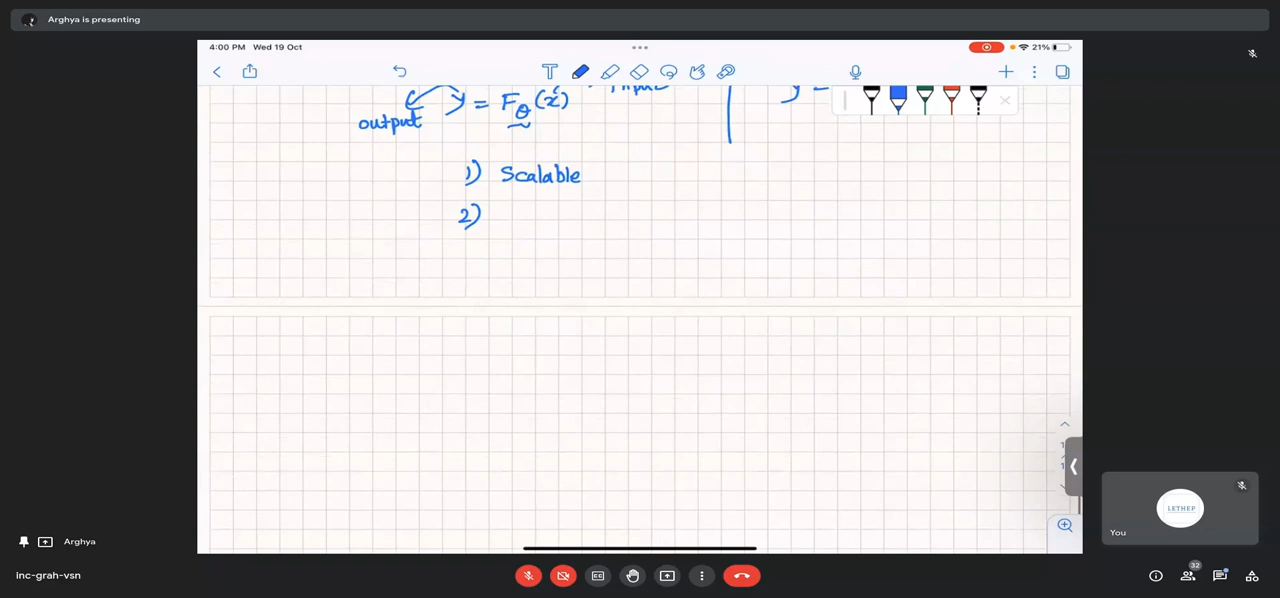 Arghya is presenting
4:00 PM Wed 19 Oct
21%
output y = Fθ(x)
1) Scalable
2)
LETHEP
You
Arghya
inc-grah-vsn
32